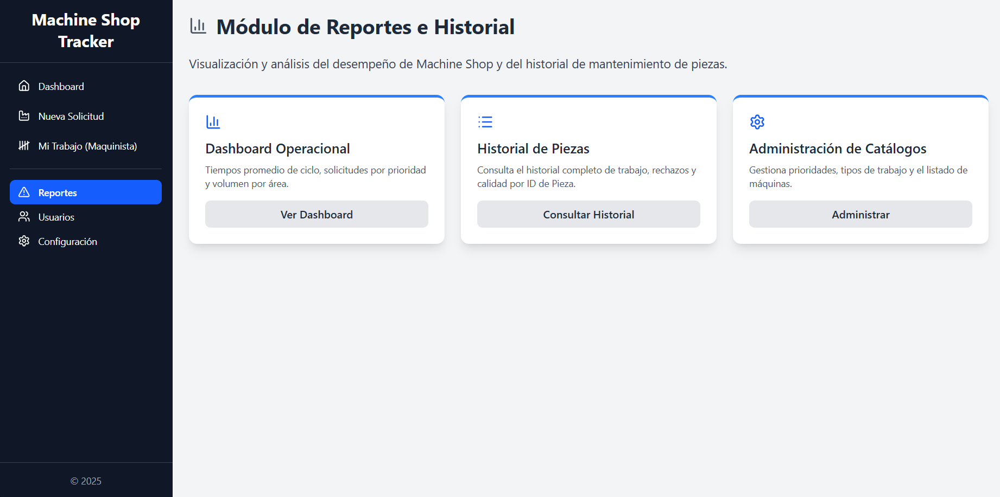 Machine Shop
Tracker
Dashboard
Nueva Solicitud
Mi Trabajo (Maquinista)
Reportes
Usuarios
Configuración
© 2025
Módulo de Reportes e Historial
Visualización y análisis del desempeño de Machine Shop y del historial de mantenimiento de piezas.
Dashboard Operacional
Tiempos promedio de ciclo, solicitudes por prioridad
y volumen por área.
Ver Dashboard
Historial de Piezas
Consulta el historial completo de trabajo, rechazos y
calidad por ID de Pieza.
Consultar Historial
Administración de Catálogos
Gestiona prioridades, tipos de trabajo y el listado de
máquinas.
Administrar